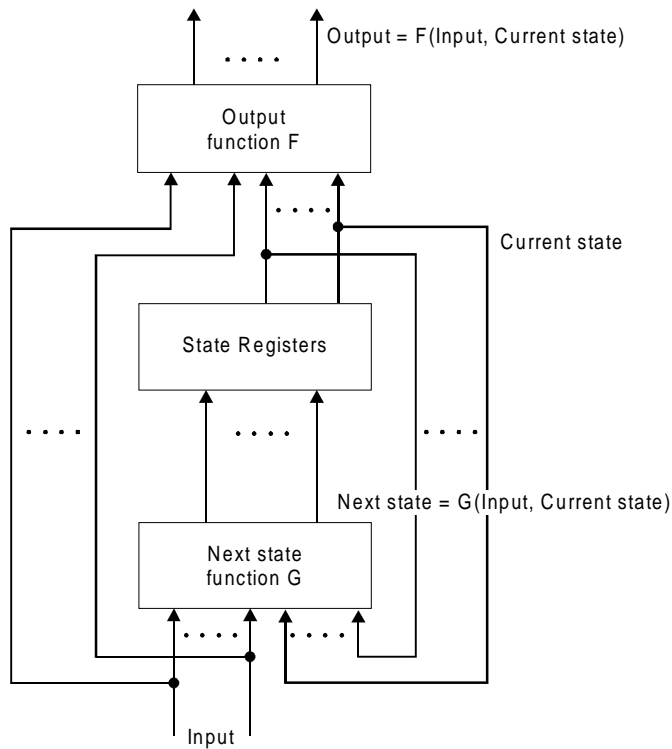 Output = F(Input, Current state)
Output
function F
Current state
State Registers
Next state = G(Input, Current state)
Next state
function G
Input